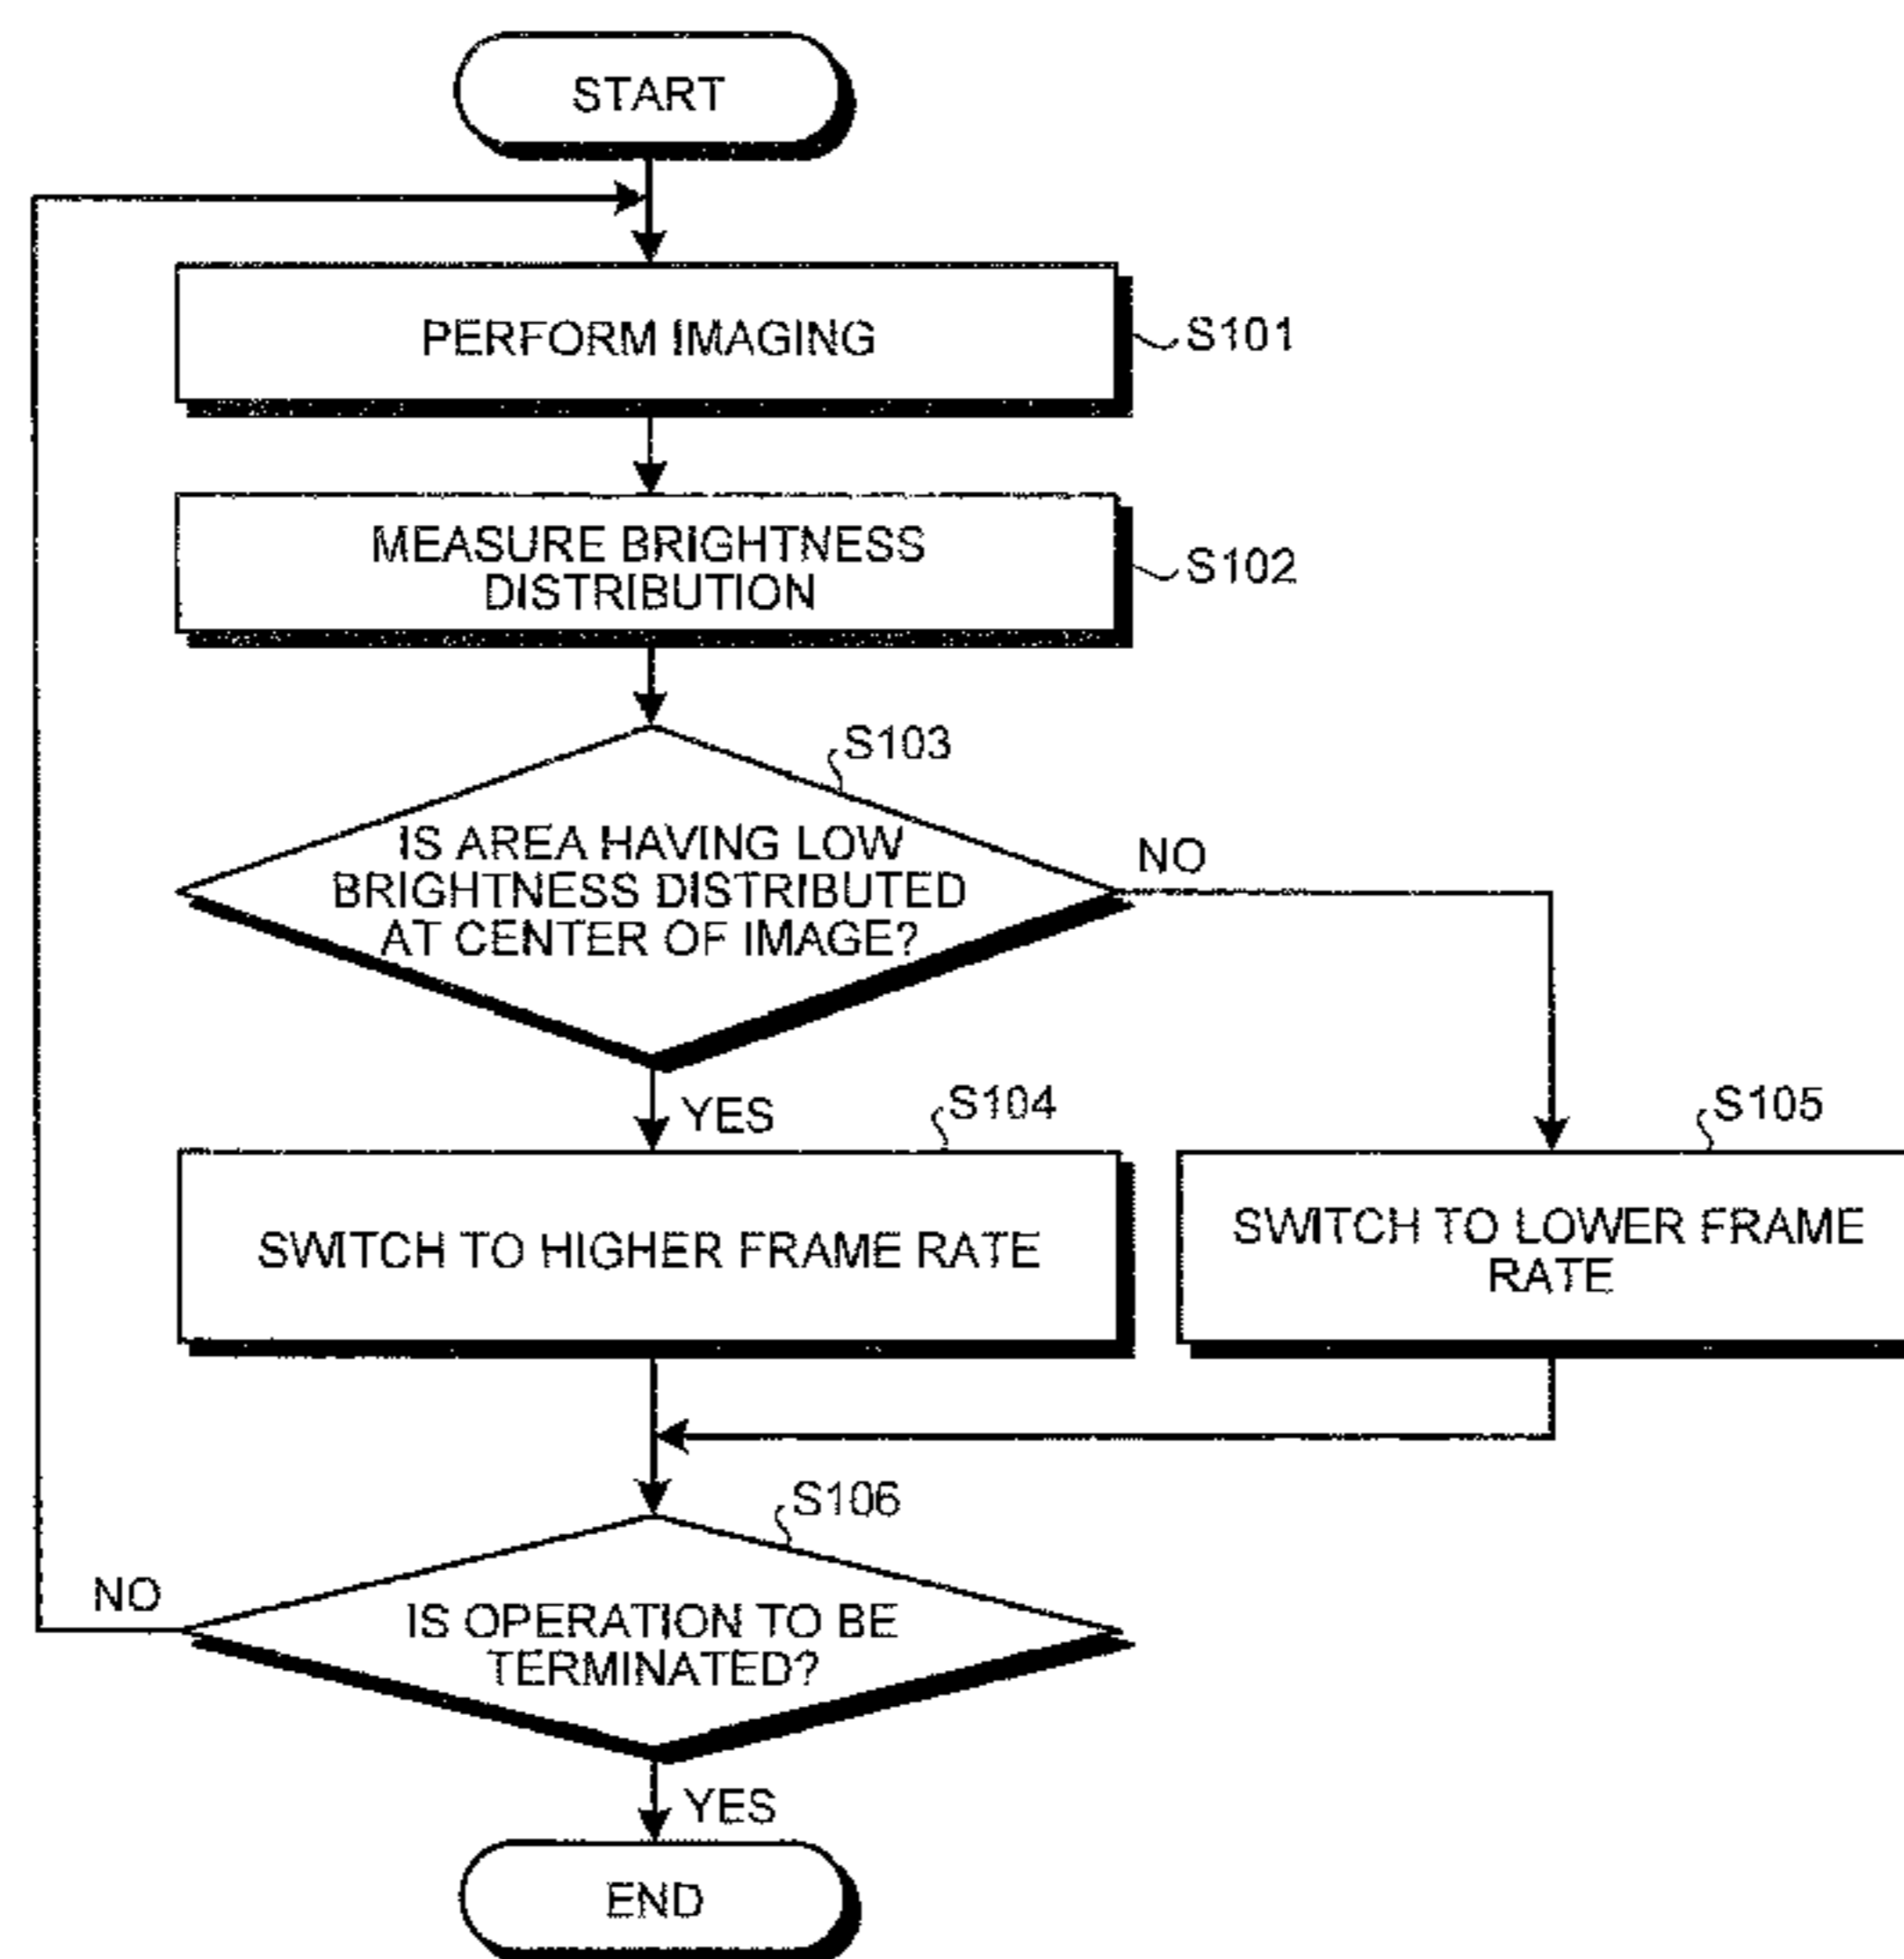 START
PERFORM IMAGING
S101
MEASURE BRIGHTNESS
DISTRIBUTION
S102
S103
IS AREA HAVING LOW
BRIGHTNESS DISTRIBUTED
AT CENTER OF IMAGE?
NO
YES
S104
SWITCH TO HIGHER FRAME RATE
S105
SWITCH TO LOWER FRAME
RATE
S106
IS OPERATION TO BE
TERMINATED?
NO
YES
END